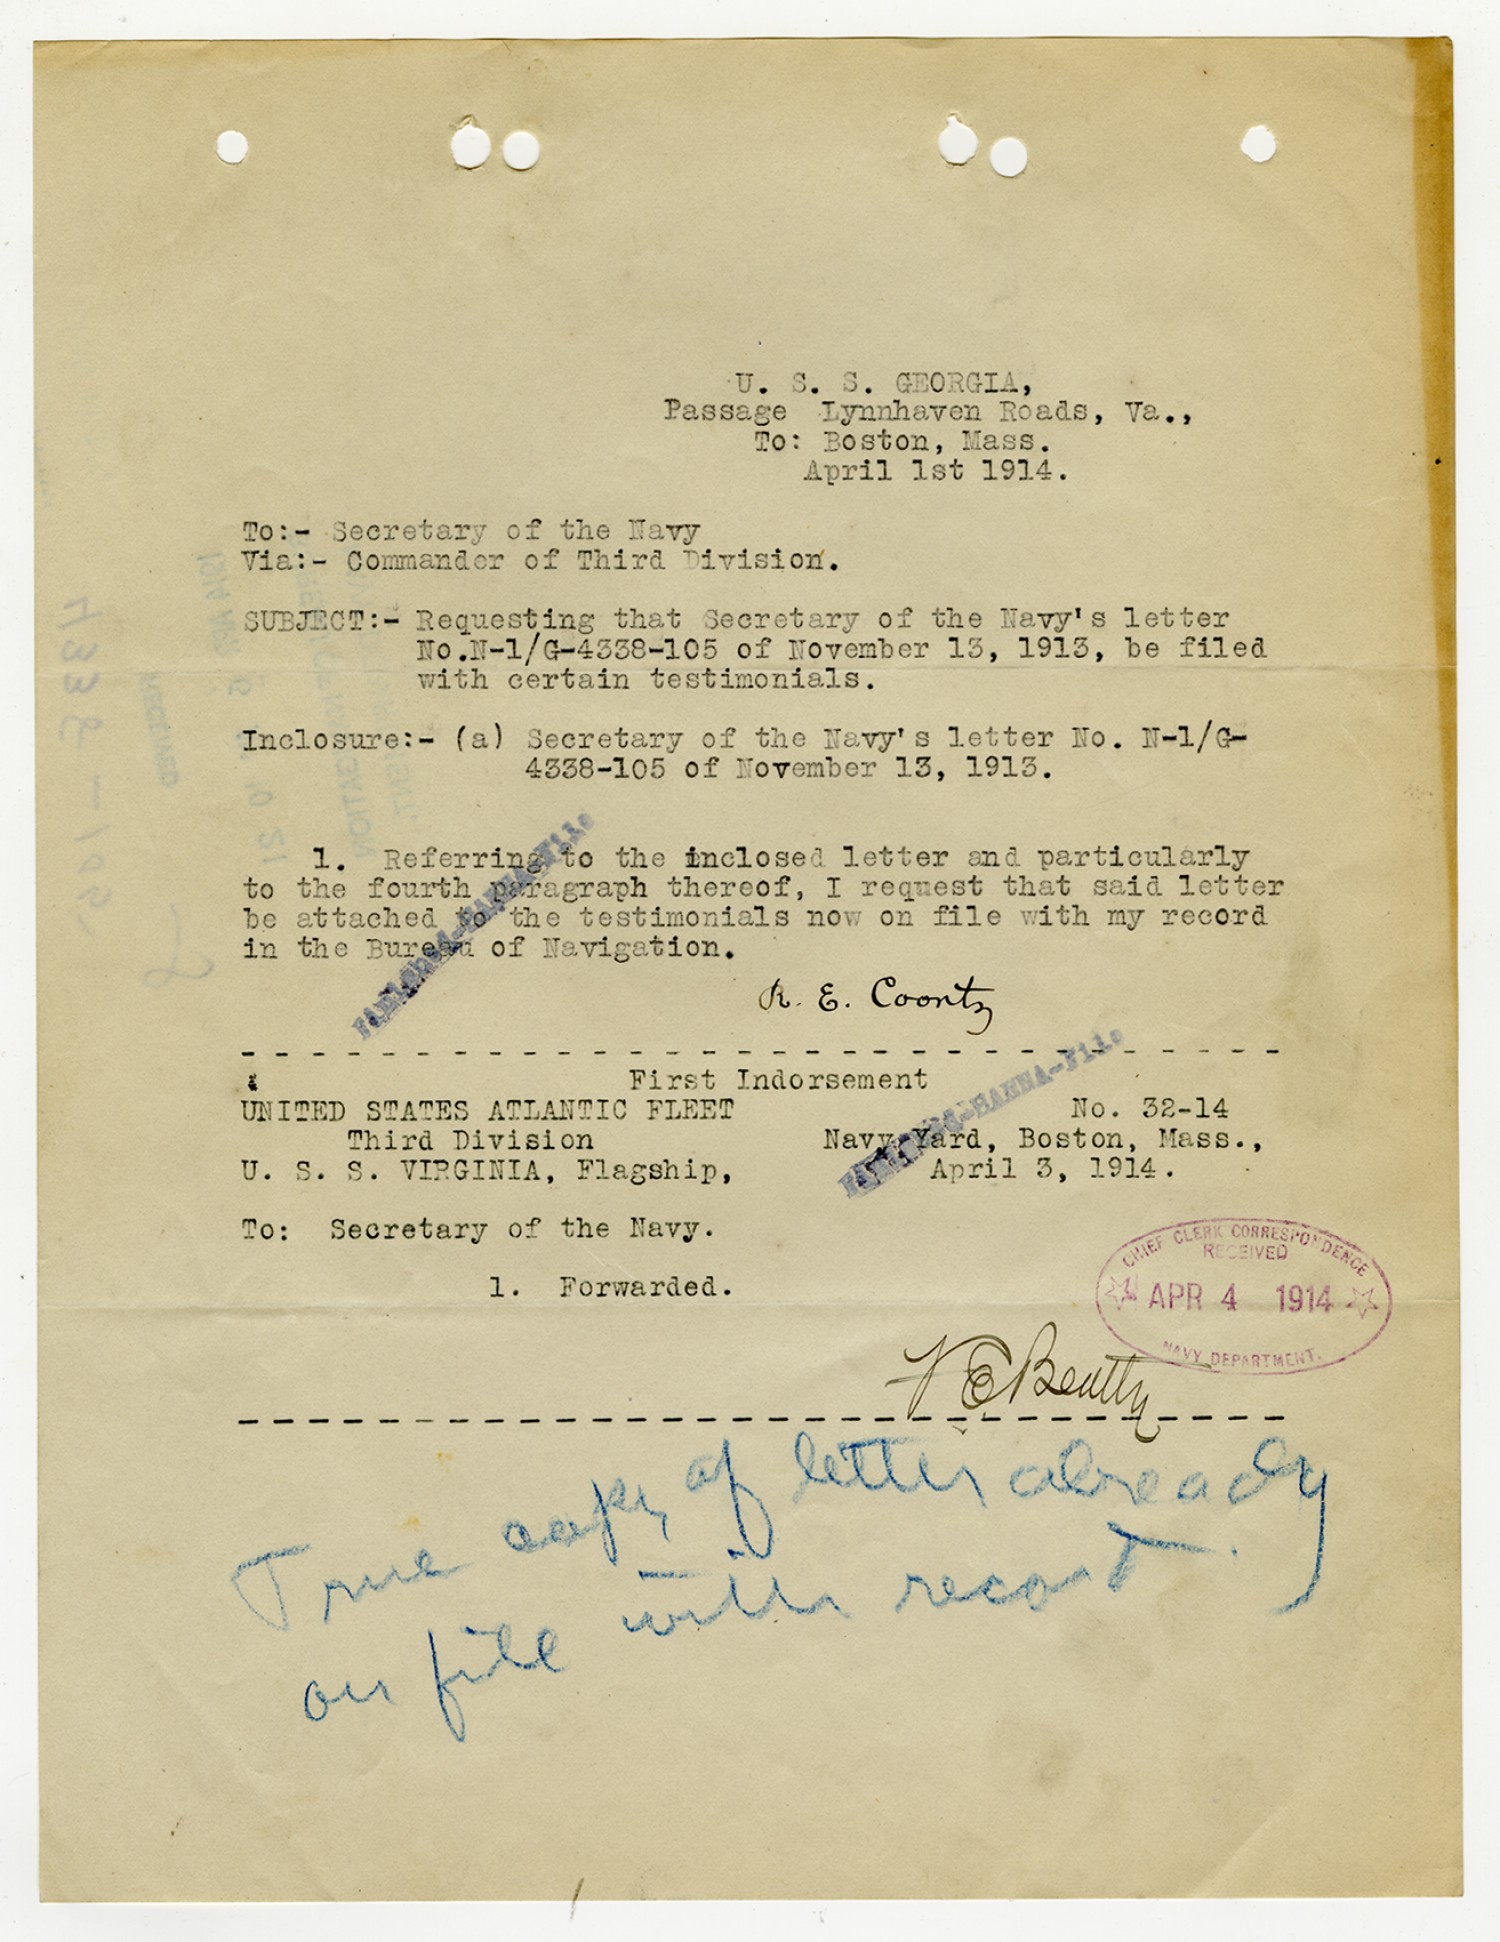 U. S. S. GEORGIA,
Passage Lynnhaven Roads, Va.,
To: Boston, Mass.
April 1st 1914.
To:- Secretary of the Navy
Via:- Commander of Third Division.
SUBJECT:- Requesting that Secretary of the Navy's letter
No.N-1/G-4338-105 of November 13, 1913, be filed
with certain testimonials.
Inclosure:- (a) Secretary of the Navy's letter No. N-1/G-
4338-105 of November 13, 1913.
1. Referring to the inclosed letter and particularly
to the fourth paragraph thereof, I request that said letter
be attached to the testimonials now on file with my record
in the Bureau of Navigation.
R. E. Coontz
First Indorsement
UNITED STATES ATLANTIC FLEET No. 32-14
Third Division Navy Yard, Boston, Mass.,
U. S. S. VIRGINIA, Flagship, April 3, 1914.
To: Secretary of the Navy.
1. Forwarded.
CHIEF CLERK CORRESPONDENCE
RECEIVED
APR 4 1914
NAVY DEPARTMENT.
F E Beatty
True copy of letter already
on file with record.